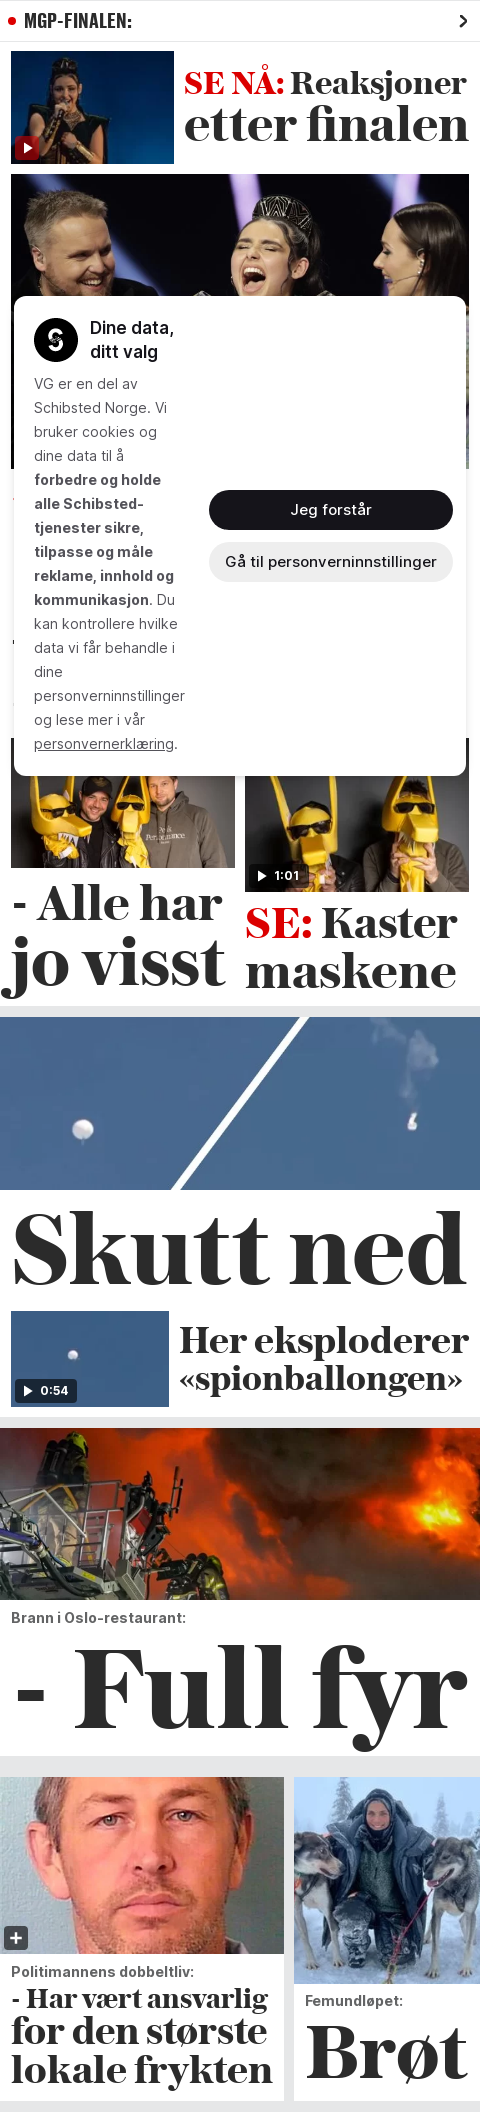 MGP-FINALEN:
SE NÅ: Reaksjoner
etter finalen
Dine data,
ditt valg
VG er en del av
Schibsted Norge. Vi
bruker cookies og
dine data til å
forbedre og holde
alle Schibsted-
tjenester sikre,
tilpasse og måle
reklame, innhold og
kommunikasjon. Du
kan kontrollere hvilke
data vi får behandle i
dine
personverninnstillinger
og lese mer i vår
personvernerklæring.
Jeg forstår
Gå til personverninnstillinger
- Alle har
jo visst
1:01
SE: Kaster
maskene
Skutt ned
0:54
Her eksploderer
«spionballongen»
Brann i Oslo-restaurant:
- Full fyr
Politimannens dobbeltliv:
- Har vært ansvarlig
for den største
lokale frykten
Femundløpet:
Brøt